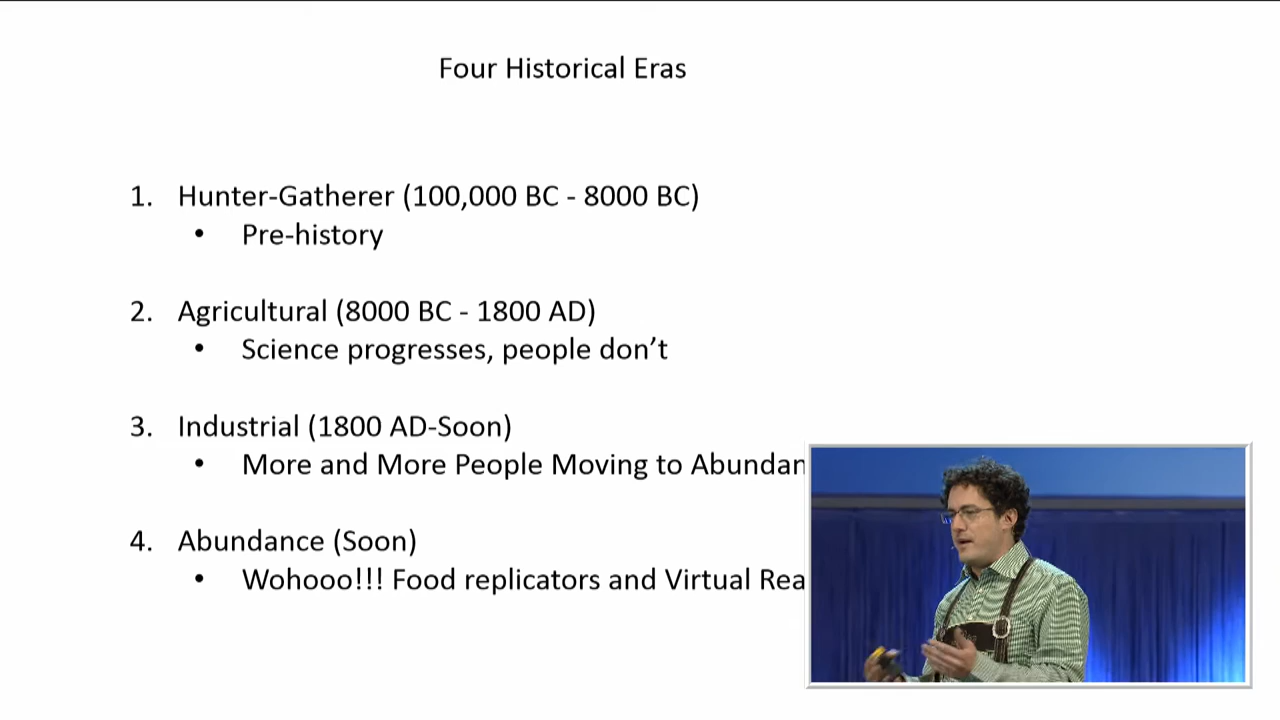 Four Historical Eras
1. Hunter-Gatherer (100,000 BC - 8000 BC)
• Pre-history
2. Agricultural (8000 BC - 1800 AD)
• Science progresses, people don’t
3. Industrial (1800 AD-Soon)
• More and More People Moving to Abundan
4. Abundance (Soon)
• Wohooo!!! Food replicators and Virtual Rea